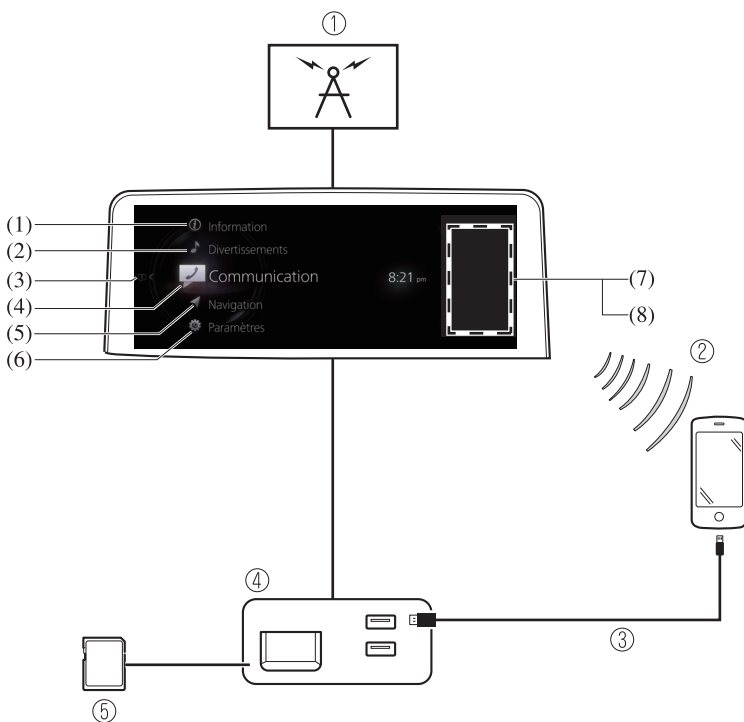 ①
(1)
Information
(2)
Divertissements
(3)
(4)
Communication
8:21 pm
(5)
Navigation
(6)
Paramètres
(7)
(8)
②
④
③
⑤